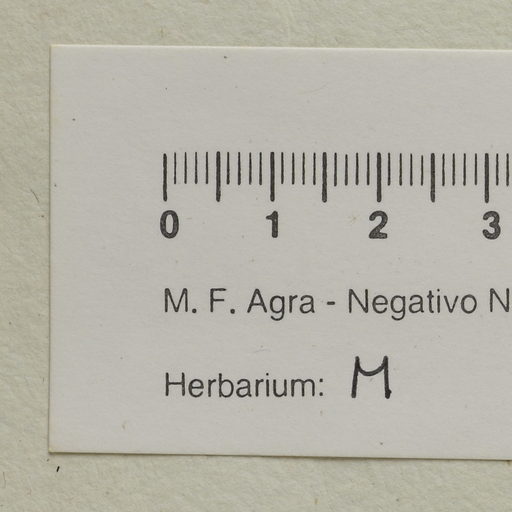 0 1 2 3
M. F. Agra - Negativo N
Herbarium: M